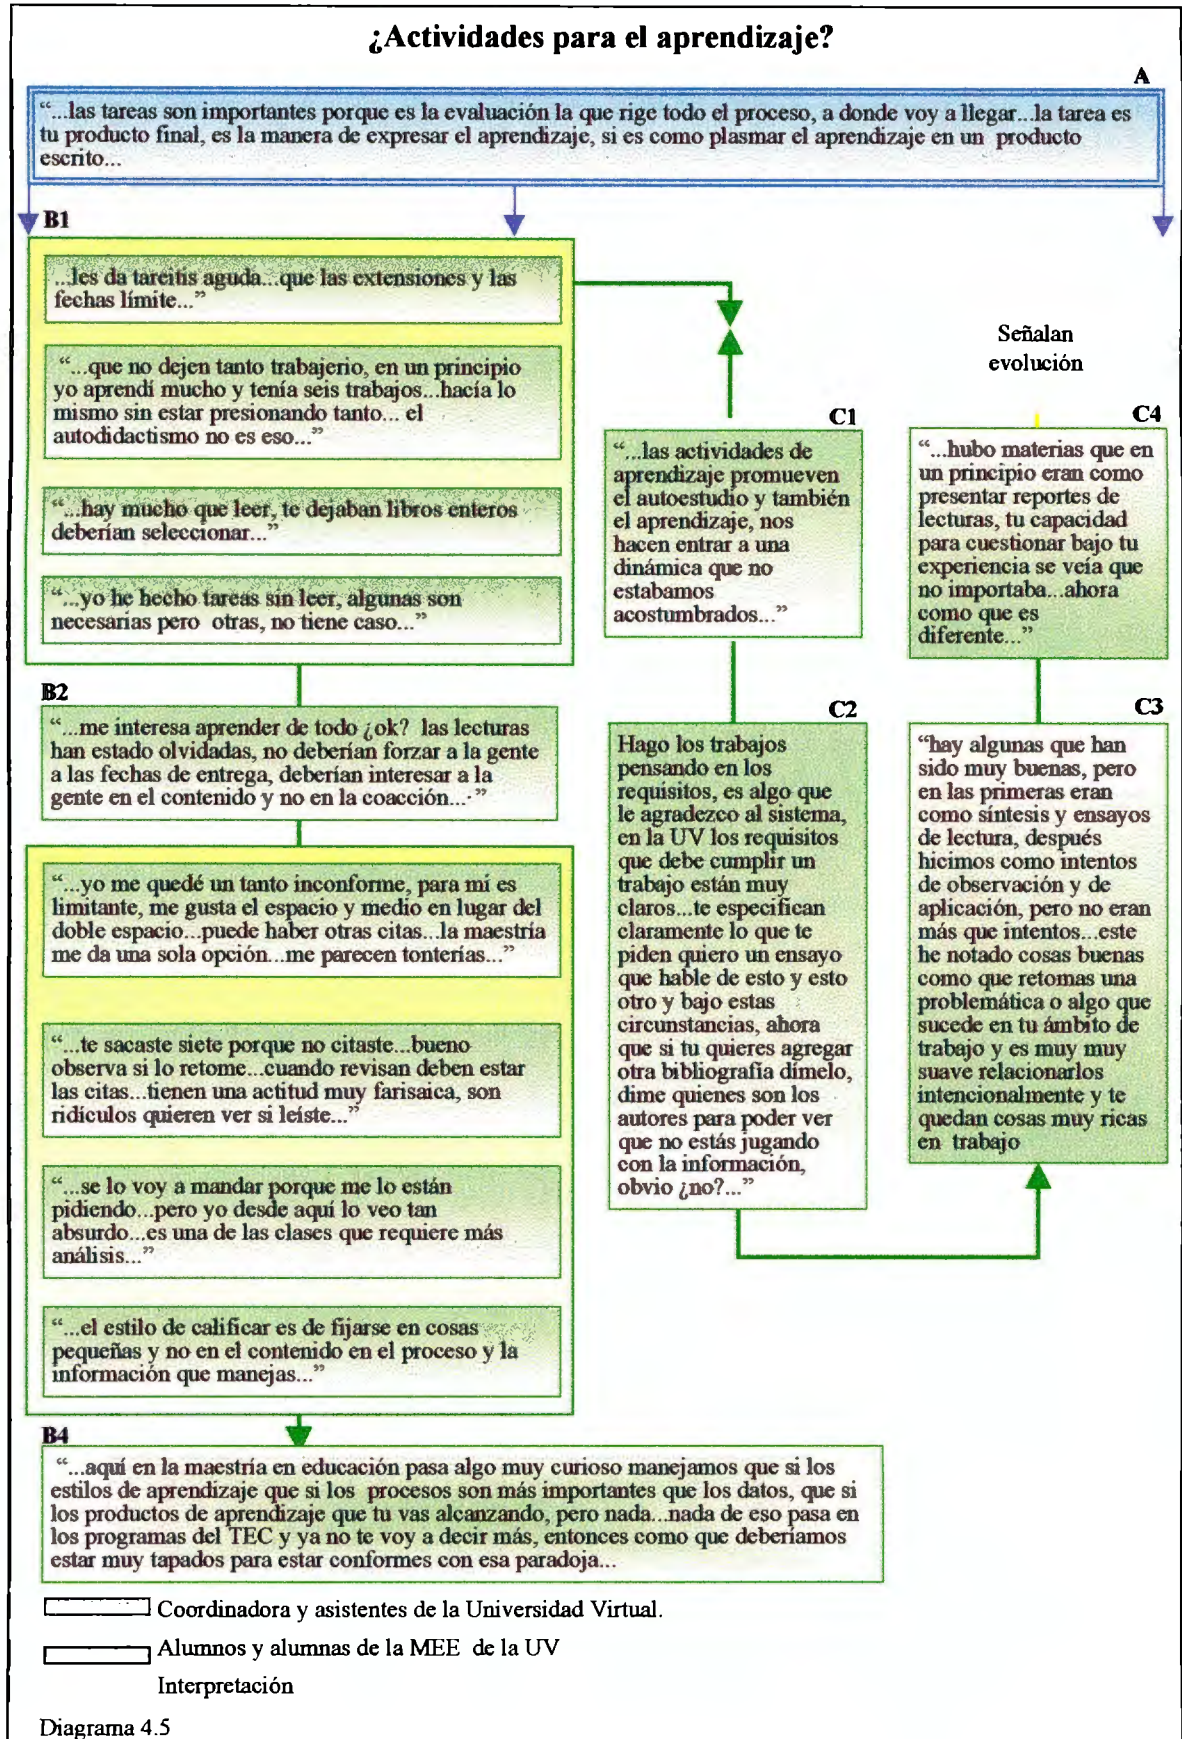 ¿Actividades para el aprendizaje?
A
“...las tareas son importantes porque es la evaluación la que rige todo el proceso, a donde voy a llegar...la tarea es
tu producto final, es la manera de expresar el aprendizaje, si es como plasmar el aprendizaje en un producto
escrito...
B1
...les da tareitis aguda...que las extensiones y las
fechas límite...”
“...que no dejen tanto trabajerio, en un principio
yo aprendí mucho y tenía seis trabajos...hacía lo
mismo sin estar presionando tanto... el
autodidactismo no es eso...”
“...hay mucho que leer, te dejaban libros enteros
deberían seleccionar...”
“...yo he hecho tareas sin leer, algunas son
necesarias pero otras, no tiene caso...”
B2
“...me interesa aprender de todo ¿ok? las lecturas
han estado olvidadas, no deberían forzar a la gente
a las fechas de entrega, deberían interesar a la
gente en el contenido y no en la coacción...”
“...yo me quedé un tanto inconforme, para mí es
limitante, me gusta el espacio y medio en lugar del
doble espacio...puede haber otras citas...la maestría
me da una sola opción...me parecen tonterías...”
“...te sacaste siete porque no citaste...bueno
observa si lo retome...cuando revisan deben estar
las citas...tienen una actitud muy farisaica, son
ridículos quieren ver si leíste...”
“...se lo voy a mandar porque me lo están
pidiendo...pero yo desde aquí lo veo tan
absurdo...es una de las clases que requiere más
análisis...”
“...el estilo de calificar es de fijarse en cosas
pequeñas y no en el contenido en el proceso y la
información que manejas...”
B4
“...aquí en la maestría en educación pasa algo muy curioso manejamos que si los
estilos de aprendizaje que si los procesos son más importantes que los datos, que si
los productos de aprendizaje que tu vas alcanzando, pero nada...nada de eso pasa en
los programas del TEC y ya no te voy a decir más, entonces como que deberíamos
estar muy tapados para estar conformes con esa paradoja...
C1
“...las actividades de
aprendizaje promueven
el autoestudio y también
el aprendizaje, nos
hacen entrar a una
dinámica que no
estabamos
acostumbrados...”
C2
Hago los trabajos
pensando en los
requisitos, es algo que
le agradezco al sistema,
en la UV los requisitos
que debe cumplir un
trabajo están muy
claros...te especifican
claramente lo que te
piden quiero un ensayo
que hable de esto y esto
otro y bajo estas
circunstancias, ahora
que si tu quieres agregar
otra bibliografía dímelo,
dime quienes son los
autores para poder ver
que no estás jugando
con la información,
obvio ¿no?...”
Señalan
evolución
C4
“...hubo materias que en
un principio eran como
presentar reportes de
lecturas, tu capacidad
para cuestionar bajo tu
experiencia se veía que
no importaba...ahora
como que es
diferente...”
C3
“hay algunas que han
sido muy buenas, pero
en las primeras eran
como síntesis y ensayos
de lectura, después
hicimos como intentos
de observación y de
aplicación, pero no eran
más que intentos...este
he notado cosas buenas
como que retomas una
problemática o algo que
sucede en tu ámbito de
trabajo y es muy muy
suave relacionarlos
intencionalmente y te
quedan cosas muy ricas
en trabajo
Coordinadora y asistentes de la Universidad Virtual.
Alumnos y alumnas de la MEE de la UV
Interpretación
Diagrama 4.5